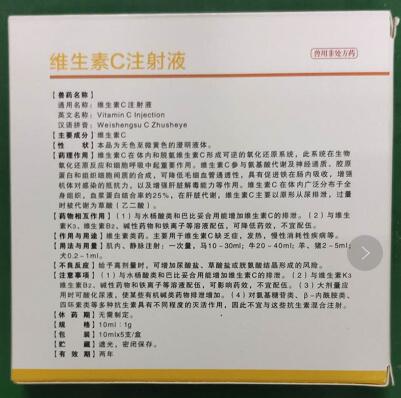 维生素C注射液
兽用非处方药
【兽药名称】
通用名称：维生素C注射液
英文名称：Vitamin C Injection
汉语拼音：Weishengsu C Zhusheye
【主要成分】维生素C
【性 状】本品为无色至微黄色的澄明液体。
【药理作用】维生素C在体内和脱氢维生素C形成可逆的氧化还原系统，此系统在生物
氧化还原反应和细胞呼吸中起重要作用。维生素C参与氨基酸代谢及神经递质、胶原
蛋白和组织细胞间质的合成，可降低毛细血管通透性，具有促进铁在肠内吸收，增强
机体对感染的抵抗力，以及增强肝脏解毒能力等作用。维生素C在体内广泛分布于全
身组织，血浆蛋白结合率约25%，在肝脏代谢，维生素C主要以原形从尿排泄，过量
时被代谢为草酸（乙二酸）。
【药物相互作用】（1）与水杨酸类和巴比妥合用能增加维生素C的排泄。（2）与维生
素K₃、维生素B₂、碱性药物和铁离子等溶液配伍，可降低药效，不宜配伍。
【作用与用途】维生素类药。主要用于维生素C缺乏症，发热，慢性消耗性疾病等。
【用法与用量】肌内、静脉注射：一次量，马10－30ml；牛20－40ml；羊、猪2－5ml；
犬0.2－1ml。
【不良反应】给予高剂量时，可增加尿酸盐、草酸盐或胱氨酸结晶形成的风险。
【注意事项】（1）与水杨酸类和巴比妥合用能增加维生素C的排泄。（2）与维生素K₃
维生素B₂、碱性药物和铁离子等溶液配伍，可影响药效，不宜配伍。（3）大剂量应
用时可酸化尿液，使某些有机碱类药物排泄增加。（4）对氨基糖苷类、β－内酰胺类、
四环素类等多种抗生素具有不同程度的灭活作用，因此不宜与这些抗生素混合注射。
【休 药 期】无需制定。
【规 格】10ml：1g
【包 装】10mlx5支/盒
【贮 藏】遮光，密闭保存。
【有 效 期】两年